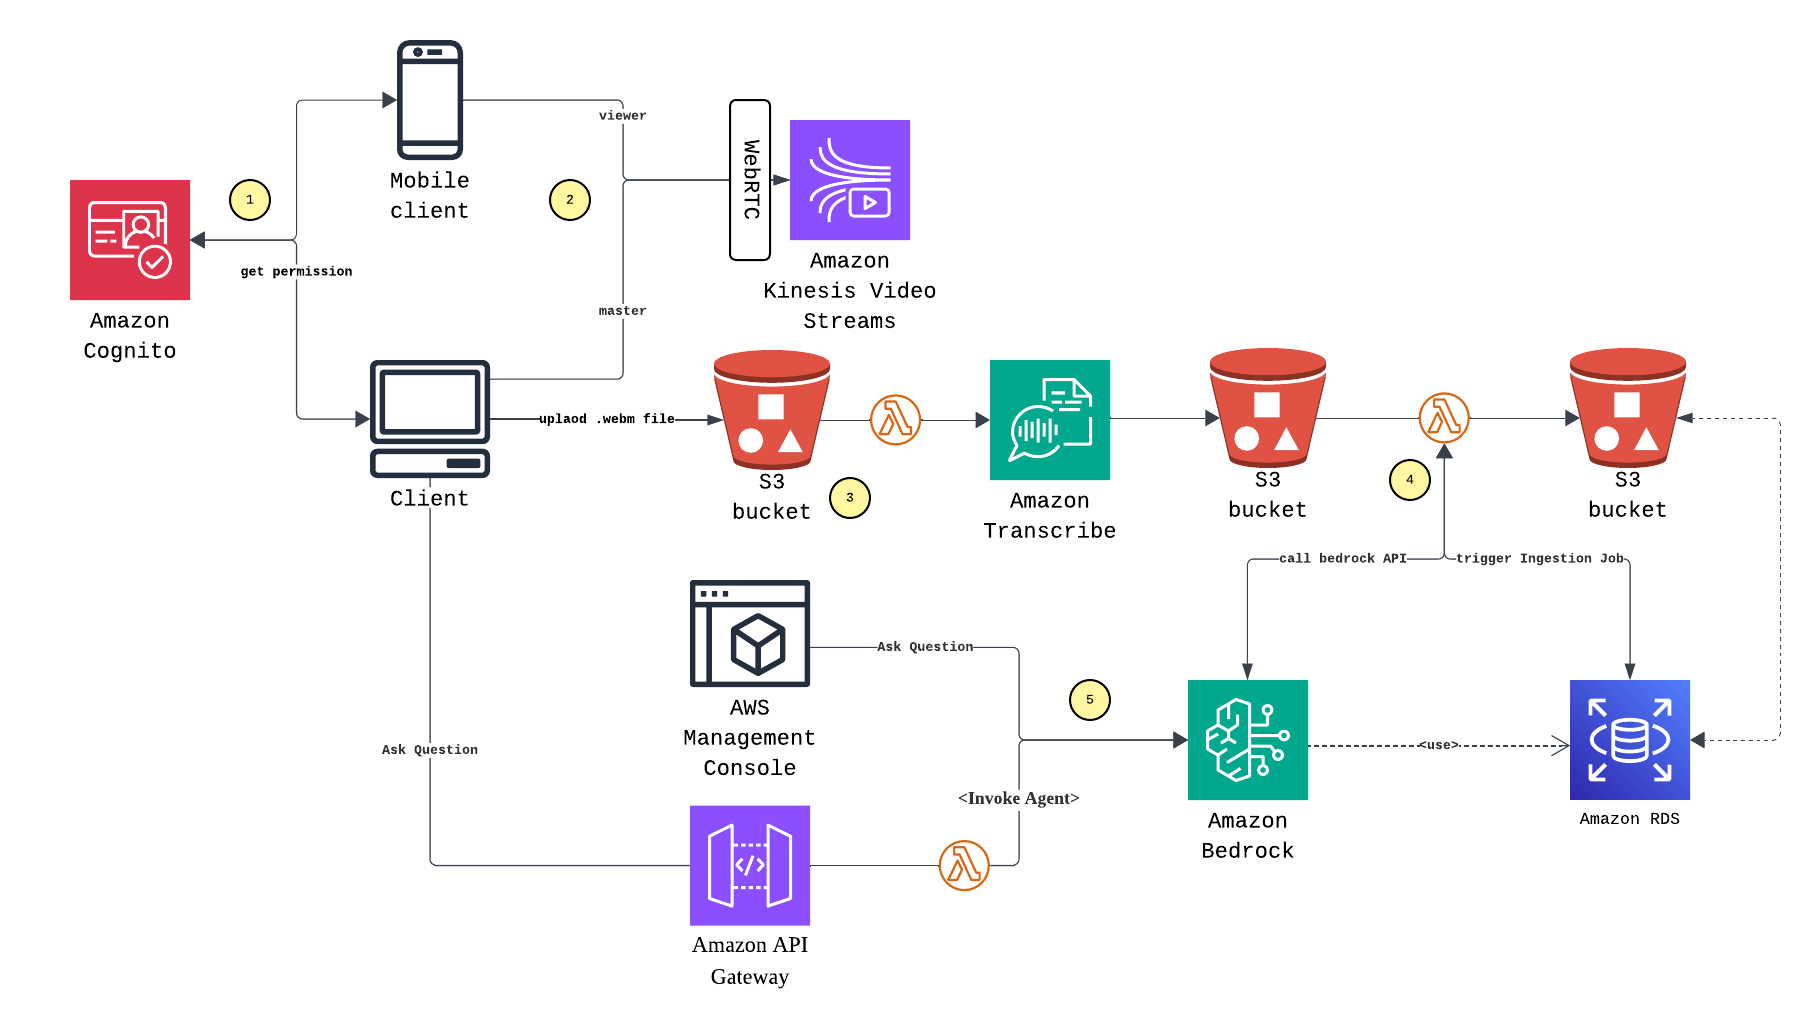 viewer
WebRTC
Mobile
client
1
2
Amazon
Kinesis Video
Streams
get permission
Amazon
Cognito
master
uplaod .webm file
Client
S3
bucket
3
Amazon
Transcribe
S3
bucket
4
S3
bucket
call bedrock API
trigger Ingestion Job
Ask Question
5
AWS
Management
Console
Ask Question
<use>
<Invoke Agent>
Amazon
Bedrock
Amazon RDS
Amazon API
Gateway